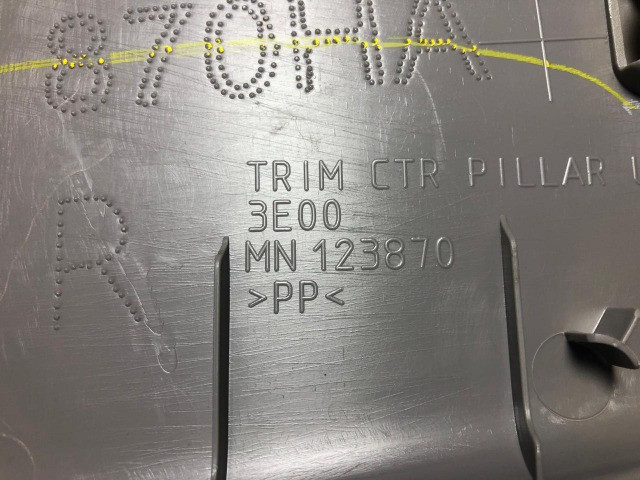 870HA
TRIM CTR PILLAR U
3E00
MN 123870
>PP<
R